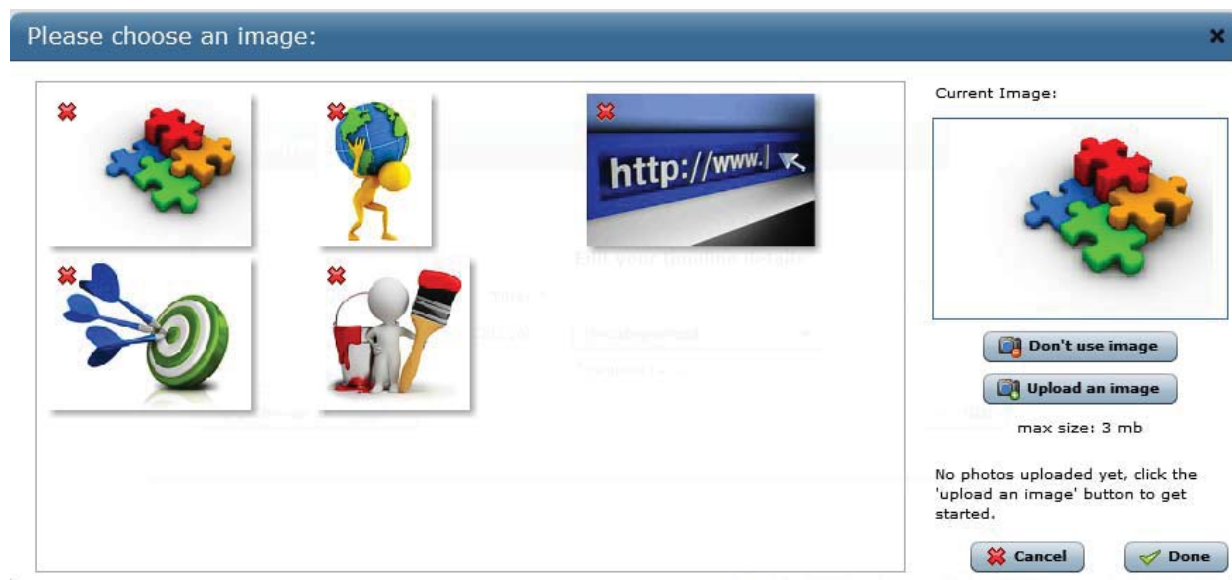 Please choose an image:
http://www.
Current Image:
Don't use image
Upload an image
max size: 3 mb
No photos uploaded yet, click the
'upload an image' button to get
started.
Cancel
Done